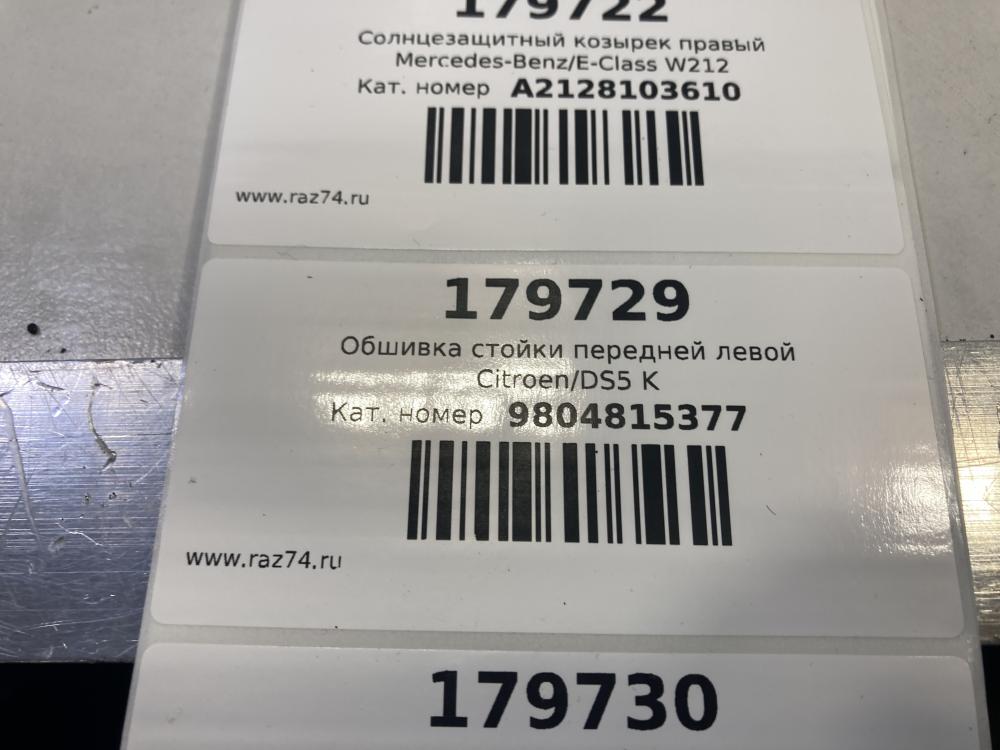 179722
Солнцезащитный козырек правый
Mercedes-Benz/E-Class W212
Кат. номер A2128103610
www.raz74.ru
179729
Обшивка стойки передней левой
Citroen/DS5 K
Кат. номер 9804815377
www.raz74.ru
179730